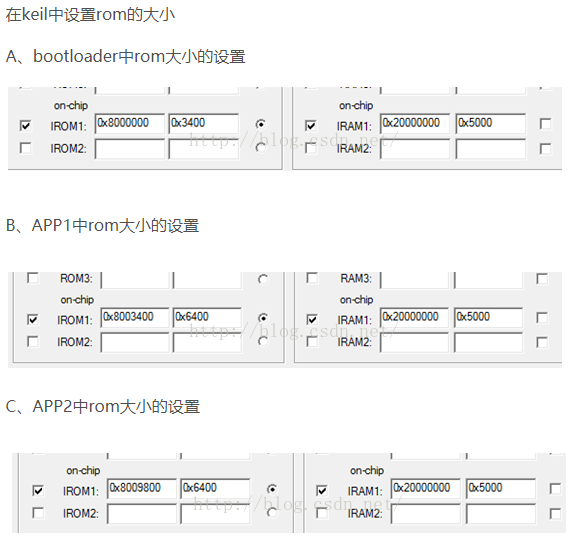 在keil中设置rom的大小
A、bootloader中rom大小的设置
on-chip
on-chip
IROM1: 0x8000000 0x3400
IRAM1: 0x20000000 0x5000
IROM2:
IRAM2:
http://blog.csdn.net/
B、APP1中rom大小的设置
ROM3:
RAM3:
on-chip
on-chip
IROM1: 0x8003400 0x6400
IRAM1: 0x20000000 0x5000
IROM2:
IRAM2:
http://blog.csdn.net/
C、APP2中rom大小的设置
on-chip
on-chip
IROM1: 0x8009800 0x6400
IRAM1: 0x20000000 0x5000
IROM2:
IRAM2:
http://blog.csdn.net/